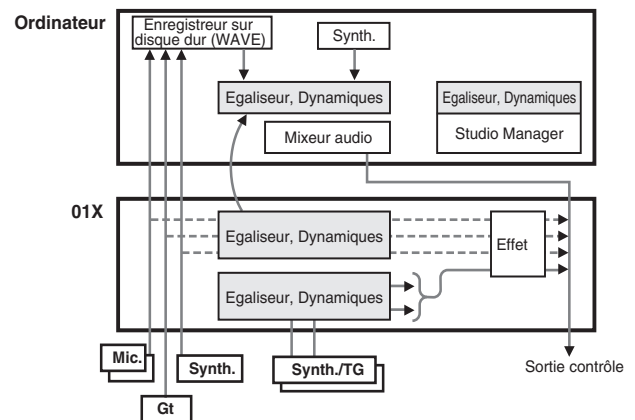 Ordinateur
Enregistreur sur
disque dur (WAVE)
Synth.
Egaliseur, Dynamiques
Egaliseur, Dynamiques
Mixeur audio
Studio Manager
01X
Egaliseur, Dynamiques
Effet
Egaliseur, Dynamiques
Mic.
Synth.
Synth./TG
Sortie contrôle
Gt